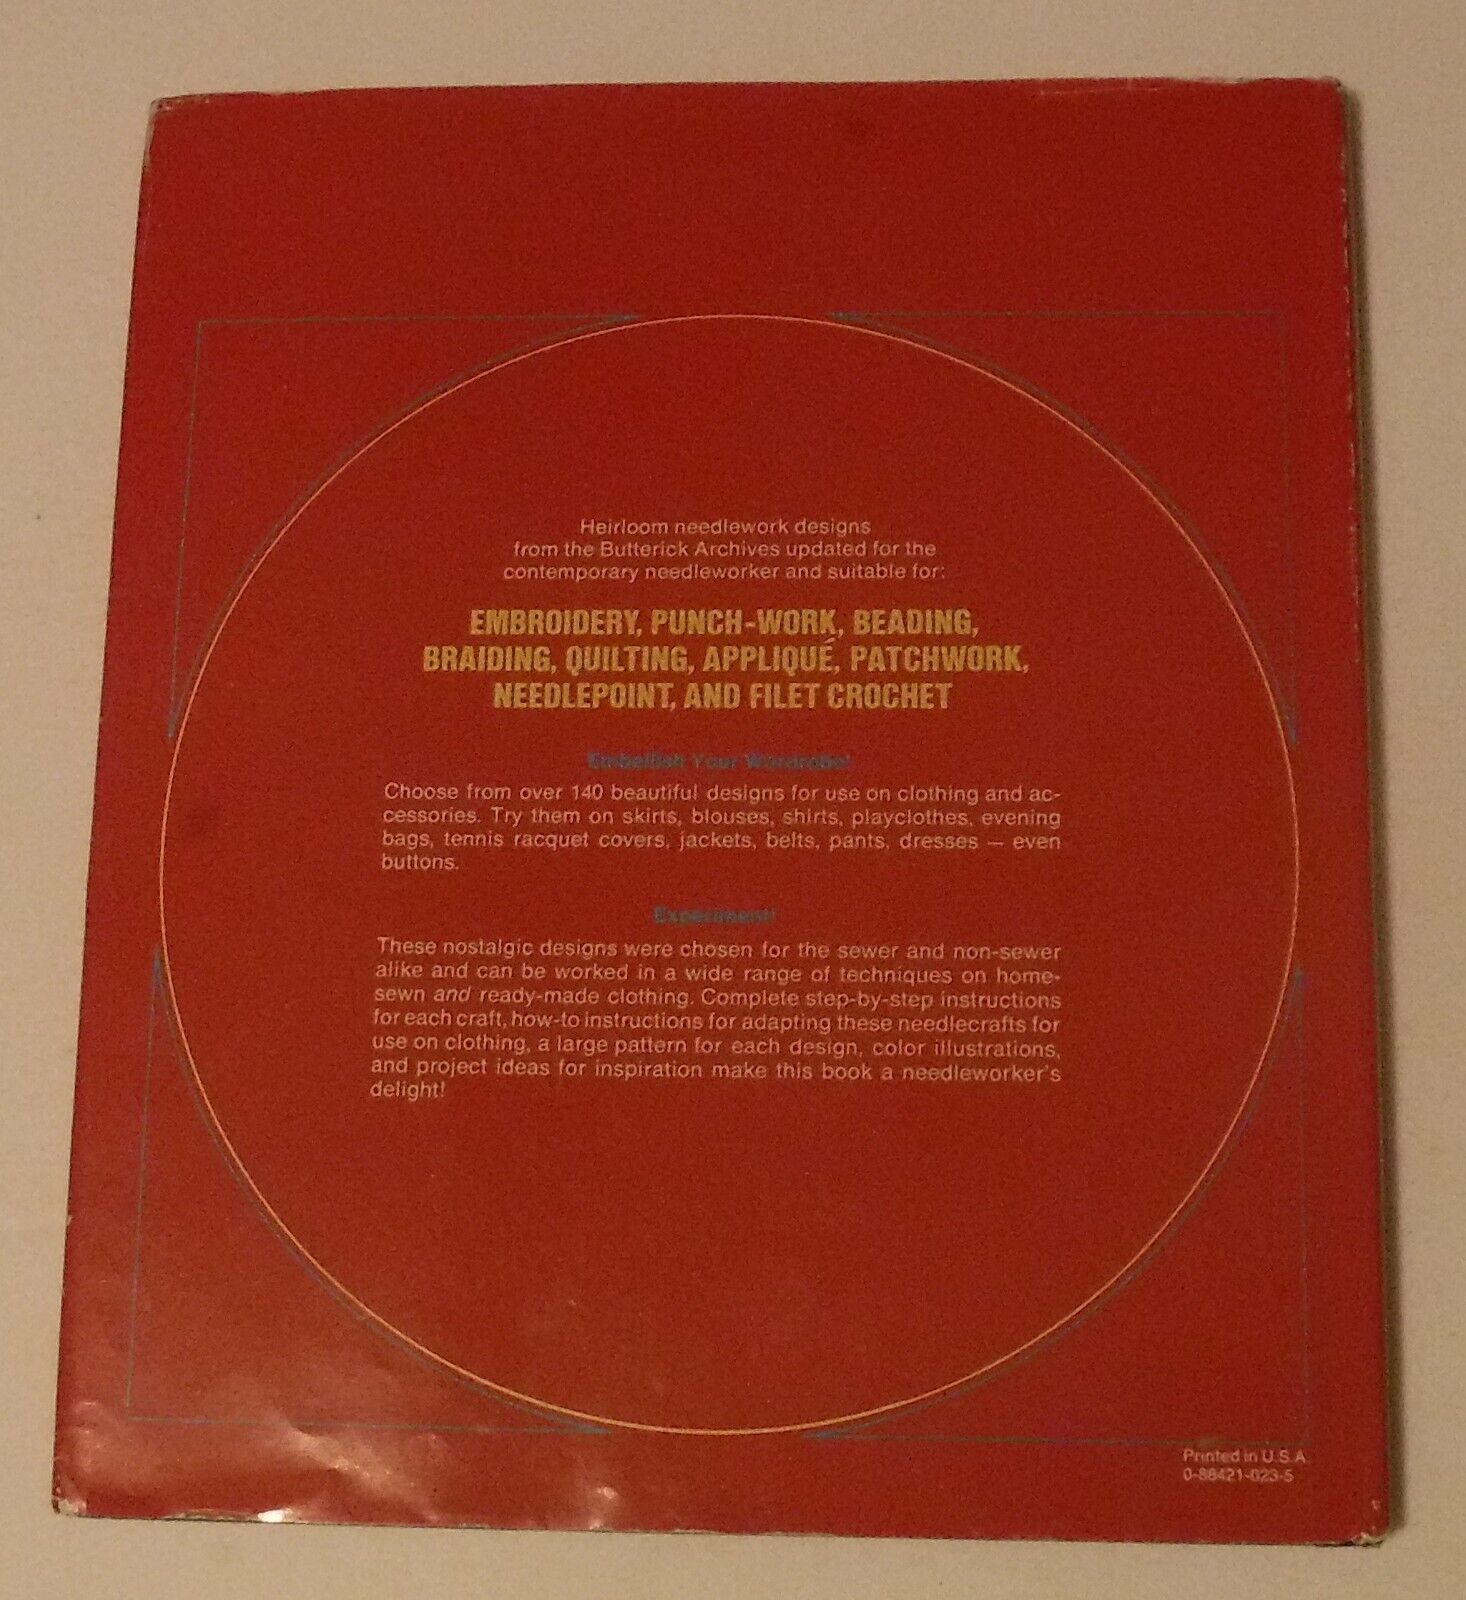 Heirloom needlework designs
from the Butterick Archives updated for the
contemporary needleworker and suitable for:
EMBROIDERY, PUNCH-WORK, BEADING,
BRAIDING, QUILTING, APPLIQUÉ, PATCHWORK,
NEEDLEPOINT, AND FILET CROCHET
Embellish Your Wardrobe!
Choose from over 140 beautiful designs for use on clothing and ac-
cessories. Try them on skirts, blouses, shirts, playclothes, evening
bags, tennis racquet covers, jackets, belts, pants, dresses — even
buttons.
Experiment!
These nostalgic designs were chosen for the sewer and non-sewer
alike and can be worked in a wide range of techniques on home-
sewn and ready-made clothing. Complete step-by-step instructions
for each craft, how-to instructions for adapting these needlecrafts for
use on clothing, a large pattern for each design, color illustrations,
and project ideas for inspiration make this book a needleworker's
delight!
Printed in U.S.A.
0-88421-023-5